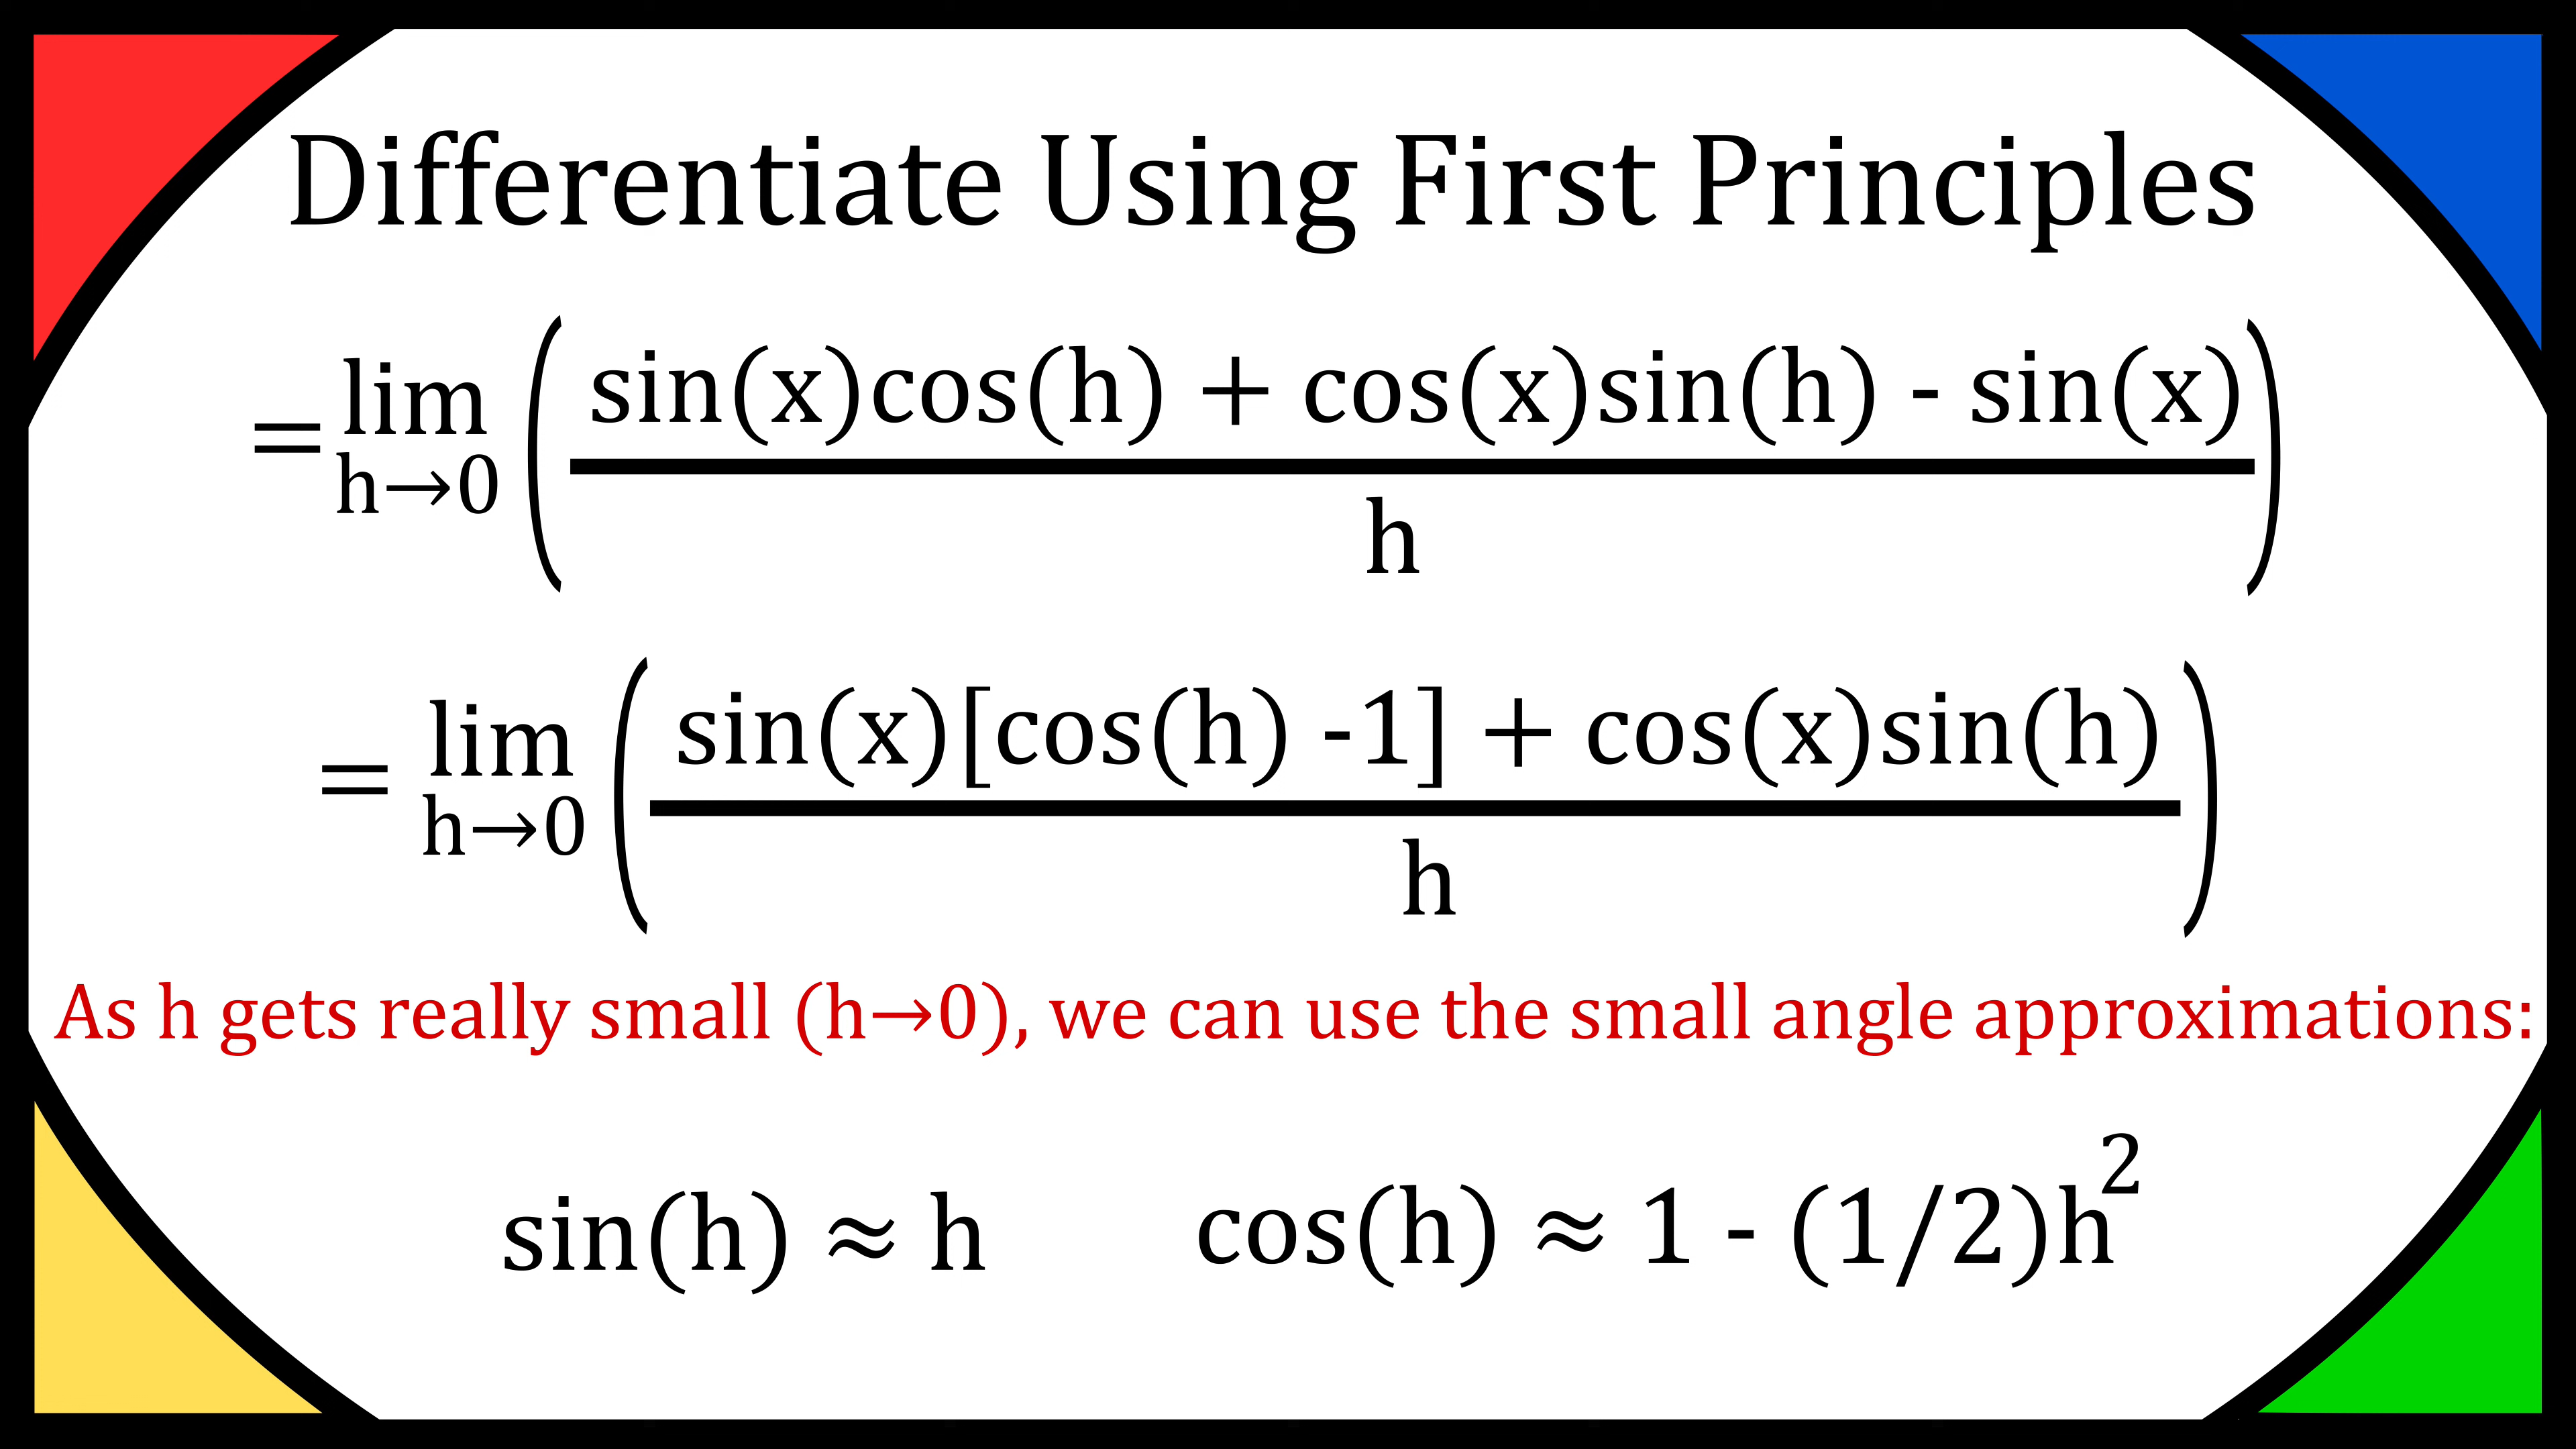 Differentiate Using First Principles
= lim h→0 ( sin(x)cos(h) + cos(x)sin(h) - sin(x) / h )
= lim h→0 ( sin(x)[cos(h) -1] + cos(x)sin(h) / h )
As h gets really small (h→0), we can use the small angle approximations:
sin(h) ≈ h cos(h) ≈ 1 - (1/2)h²